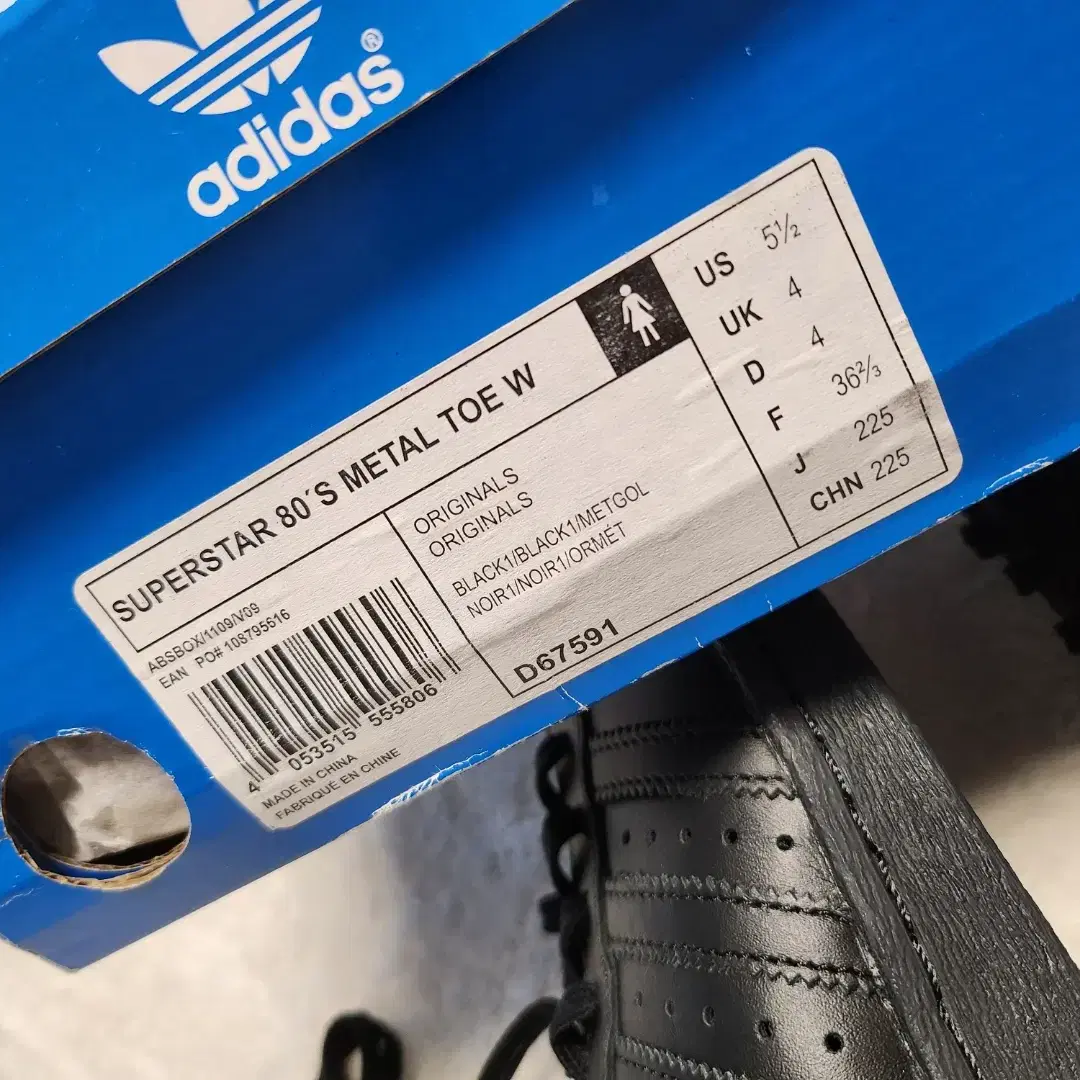 adidas®
SUPERSTAR 80´S METAL TOE W
ABSBOX/1109/V09
EAN PO# 108795516
4 053515 555806
MADE IN CHINA
FABRIQUÉ EN CHINE
ORIGINALS
ORIGINALS
BLACK1/BLACK1/METGOL
NOIR1/NOIR1/ORMÉT
D67591
US 5½
UK 4
D 4
F 36⅔
J 225
CHN 225